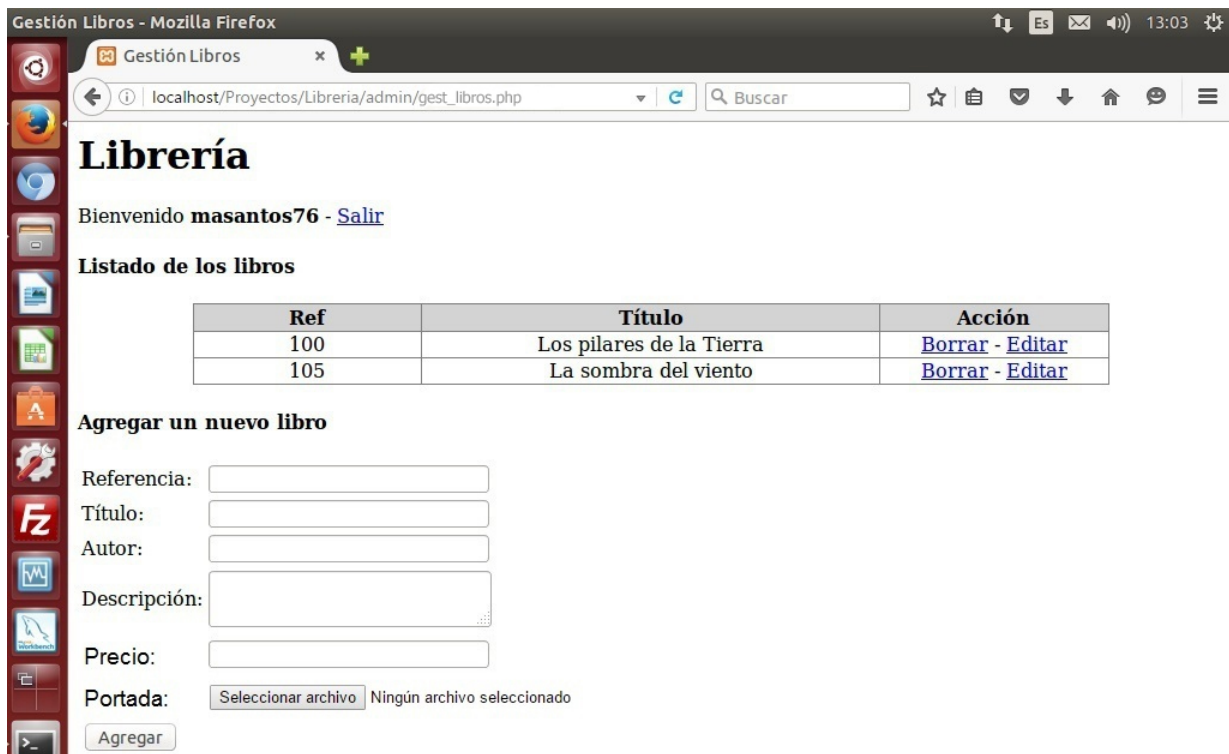 Gestión Libros - Mozilla Firefox
Es
13:03
Gestión Libros
localhost/Proyectos/Libreria/admin/gest_libros.php
Buscar
Librería
Bienvenido masantos76 - Salir
Listado de los libros
Ref Título Acción
100 Los pilares de la Tierra Borrar - Editar
105 La sombra del viento Borrar - Editar
Agregar un nuevo libro
Referencia:
Título:
Autor:
Descripción:
Precio:
Portada: Seleccionar archivo Ningún archivo seleccionado
Agregar
Fz
Workbench